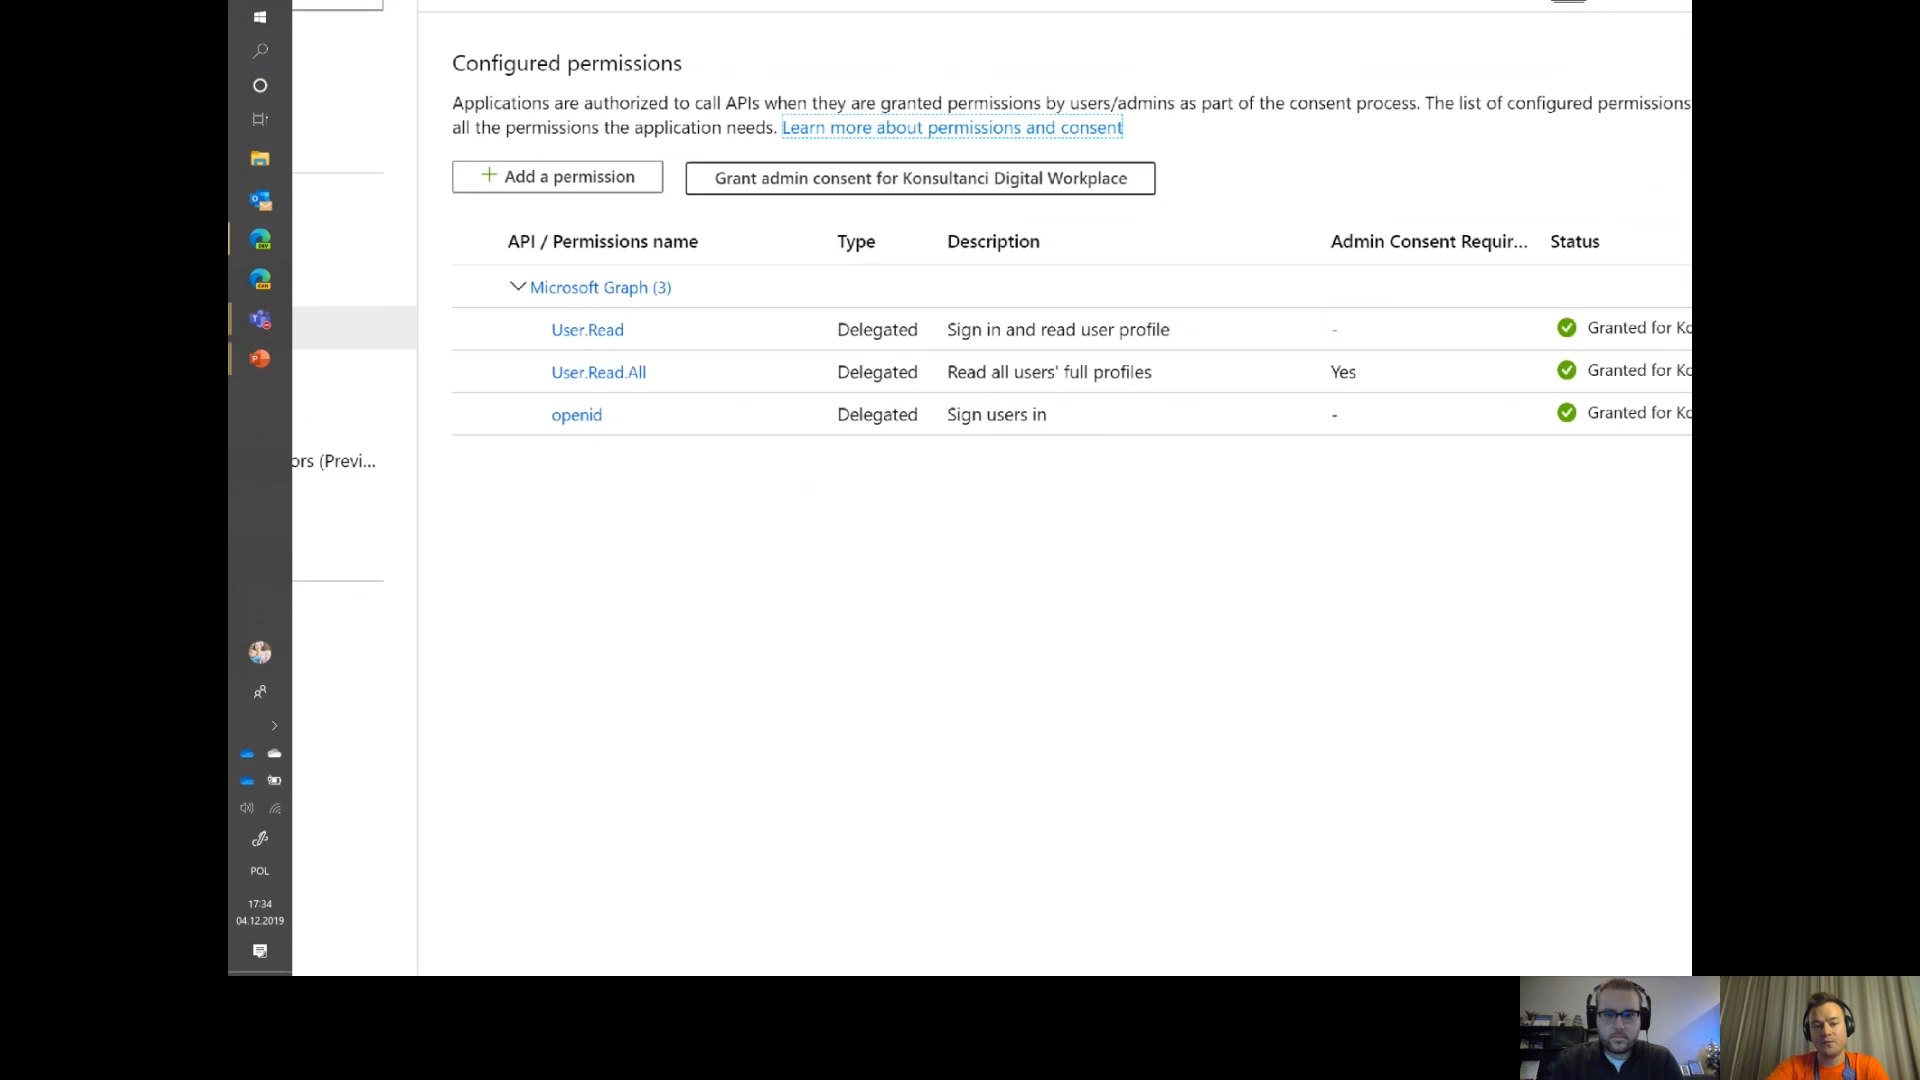 Configured permissions
Applications are authorized to call APIs when they are granted permissions by users/admins as part of the consent process. The list of configured permissions
all the permissions the application needs. Learn more about permissions and consent
+ Add a permission
Grant admin consent for Konsultanci Digital Workplace
API / Permissions name Type Description Admin Consent Requir... Status
Microsoft Graph (3)
User.Read Delegated Sign in and read user profile - Granted for Ko
User.Read.All Delegated Read all users' full profiles Yes Granted for Ko
openid Delegated Sign users in - Granted for Ko
ors (Previ...
POL
17:34
04.12.2019